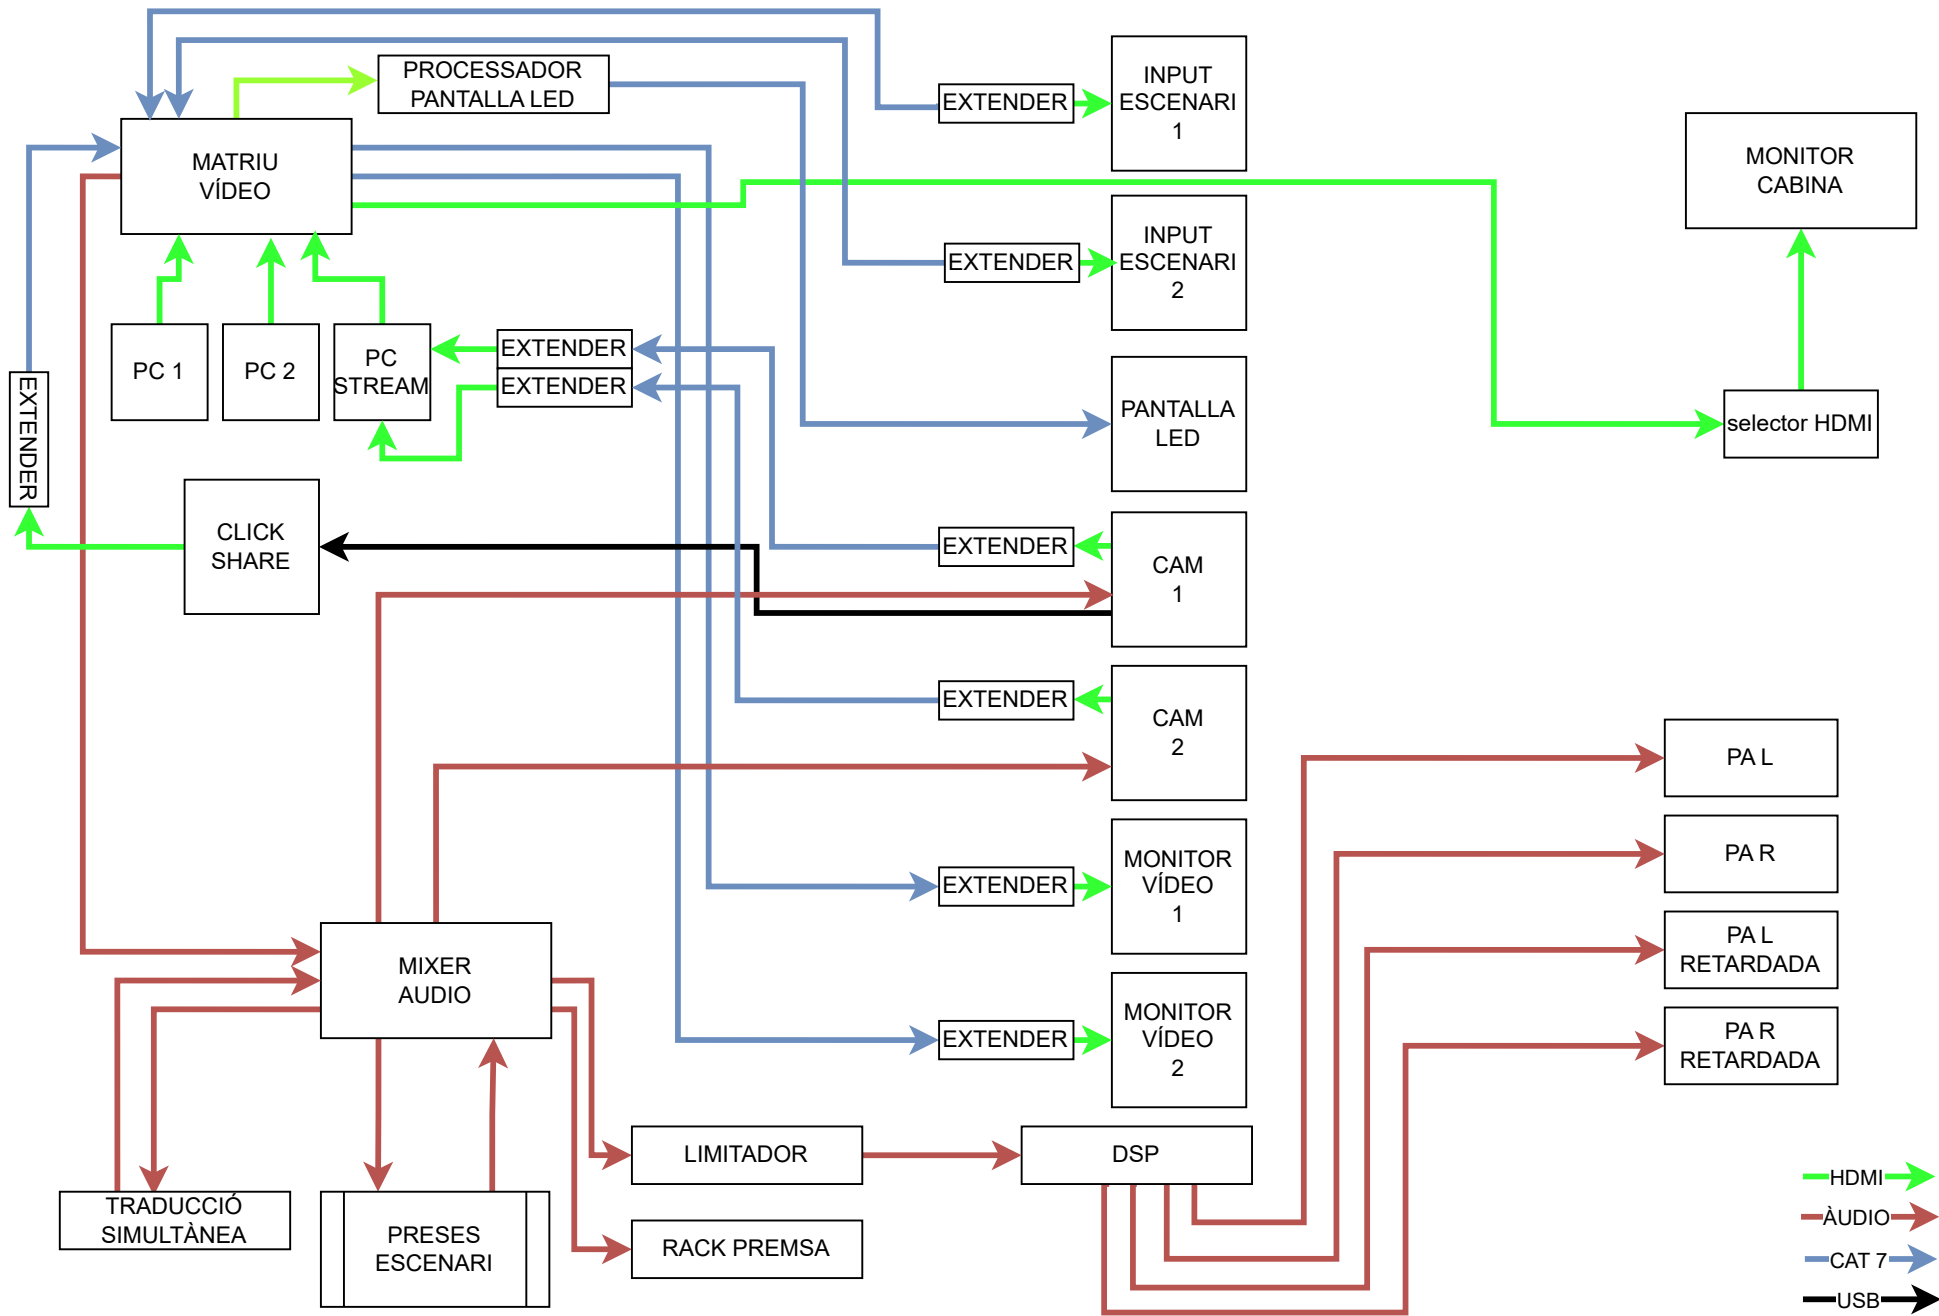 PROCESSADOR
PANTALLA LED
EXTENDER
INPUT
ESCENARI
1
MONITOR
CABINA
MATRIU
VÍDEO
EXTENDER
INPUT
ESCENARI
2
PC 1
PC 2
PC
STREAM
EXTENDER
EXTENDER
EXTENDER
PANTALLA
LED
selector HDMI
CLICK
SHARE
EXTENDER
CAM
1
EXTENDER
CAM
2
PA L
PA R
EXTENDER
MONITOR
VÍDEO
1
PA L
RETARDADA
MIXER
AUDIO
EXTENDER
MONITOR
VÍDEO
2
PA R
RETARDADA
LIMITADOR
DSP
TRADUCCIÓ
SIMULTÀNEA
PRESES
ESCENARI
RACK PREMSA
HDMI
ÀUDIO
CAT 7
USB